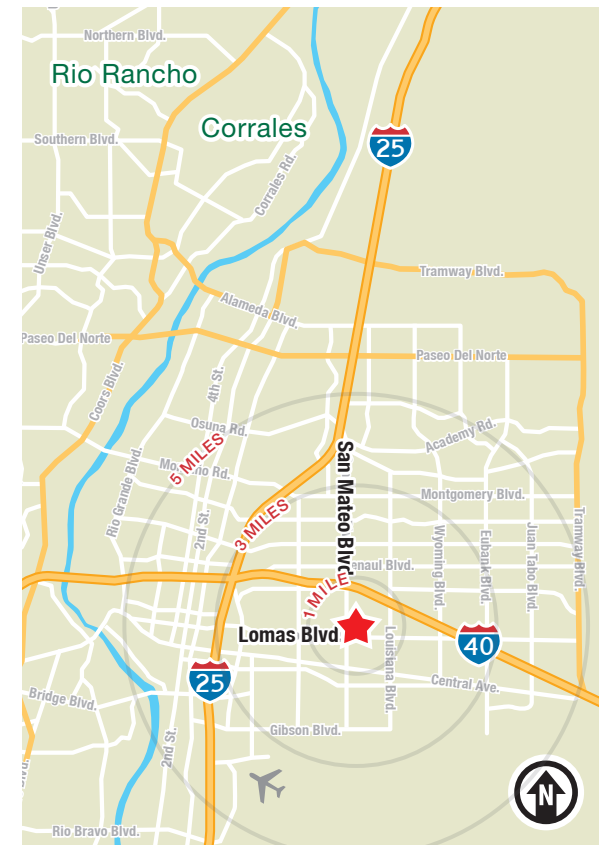 Northern Blvd.
Rio Rancho
Corrales
Southern Blvd.
25
Corrales Rd.
Unser Blvd.
Tramway Blvd.
Alameda Blvd.
Paseo Del Norte
Paseo Del Norte
Coors Blvd.
4th St.
Osuna Rd.
Academy Rd.
5 MILES
San Mateo Blvd
Rio Grande Blvd.
2nd St.
Montgomery Blvd.
3 MILES
Wyoming Blvd.
Eubank Blvd.
Juan Tabo Blvd.
Tramway Blvd.
Blvd.
1 MILE
Lomas Blvd
Louisiana Blvd.
40
25
Central Ave.
Bridge Blvd.
2nd St.
Gibson Blvd.
N
Rio Bravo Blvd.